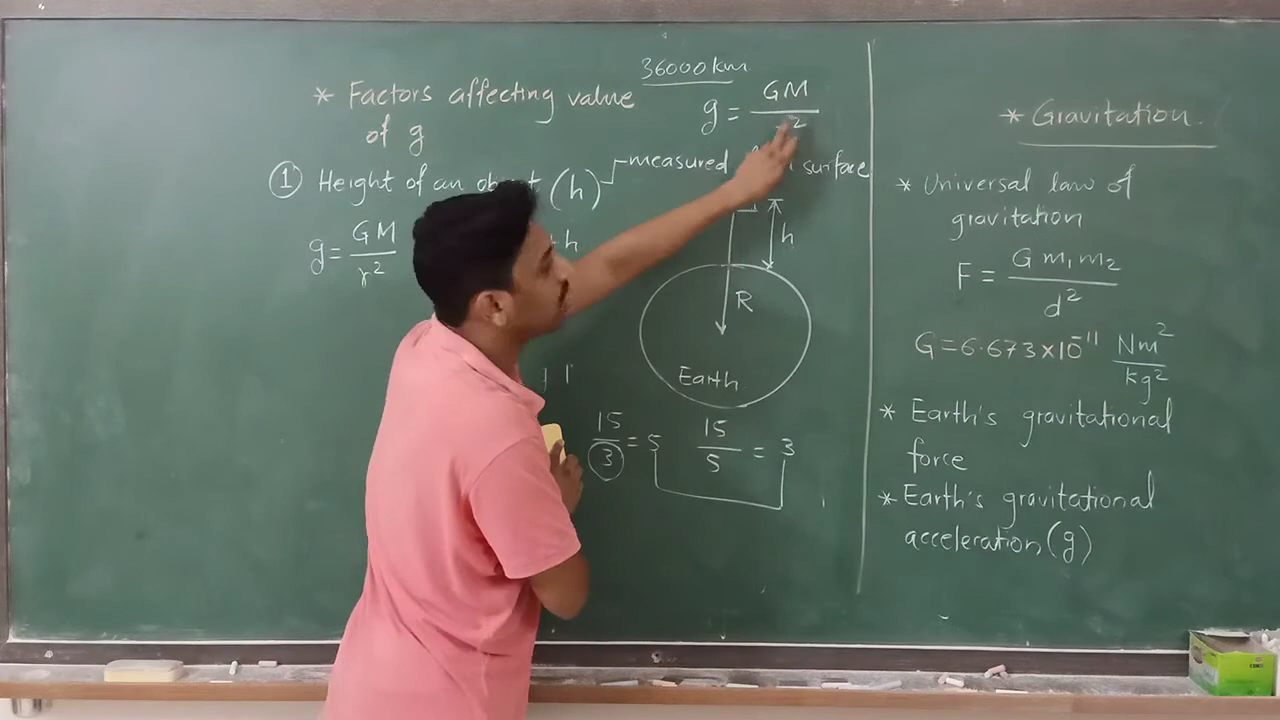 36000 km
* Factors affecting value
of g
g = GM
2
① Height of an object (h)
measured surface
g = GM
r²
+ h
h
R
Earth
15
3
= 5
15
5
= 3
* Gravitation
* Universal law of
gravitation
F = G m₁ m₂
d²
G = 6.673 × 10⁻¹¹ Nm²
kg²
* Earth's gravitational
force
* Earth's gravitational
acceleration (g)